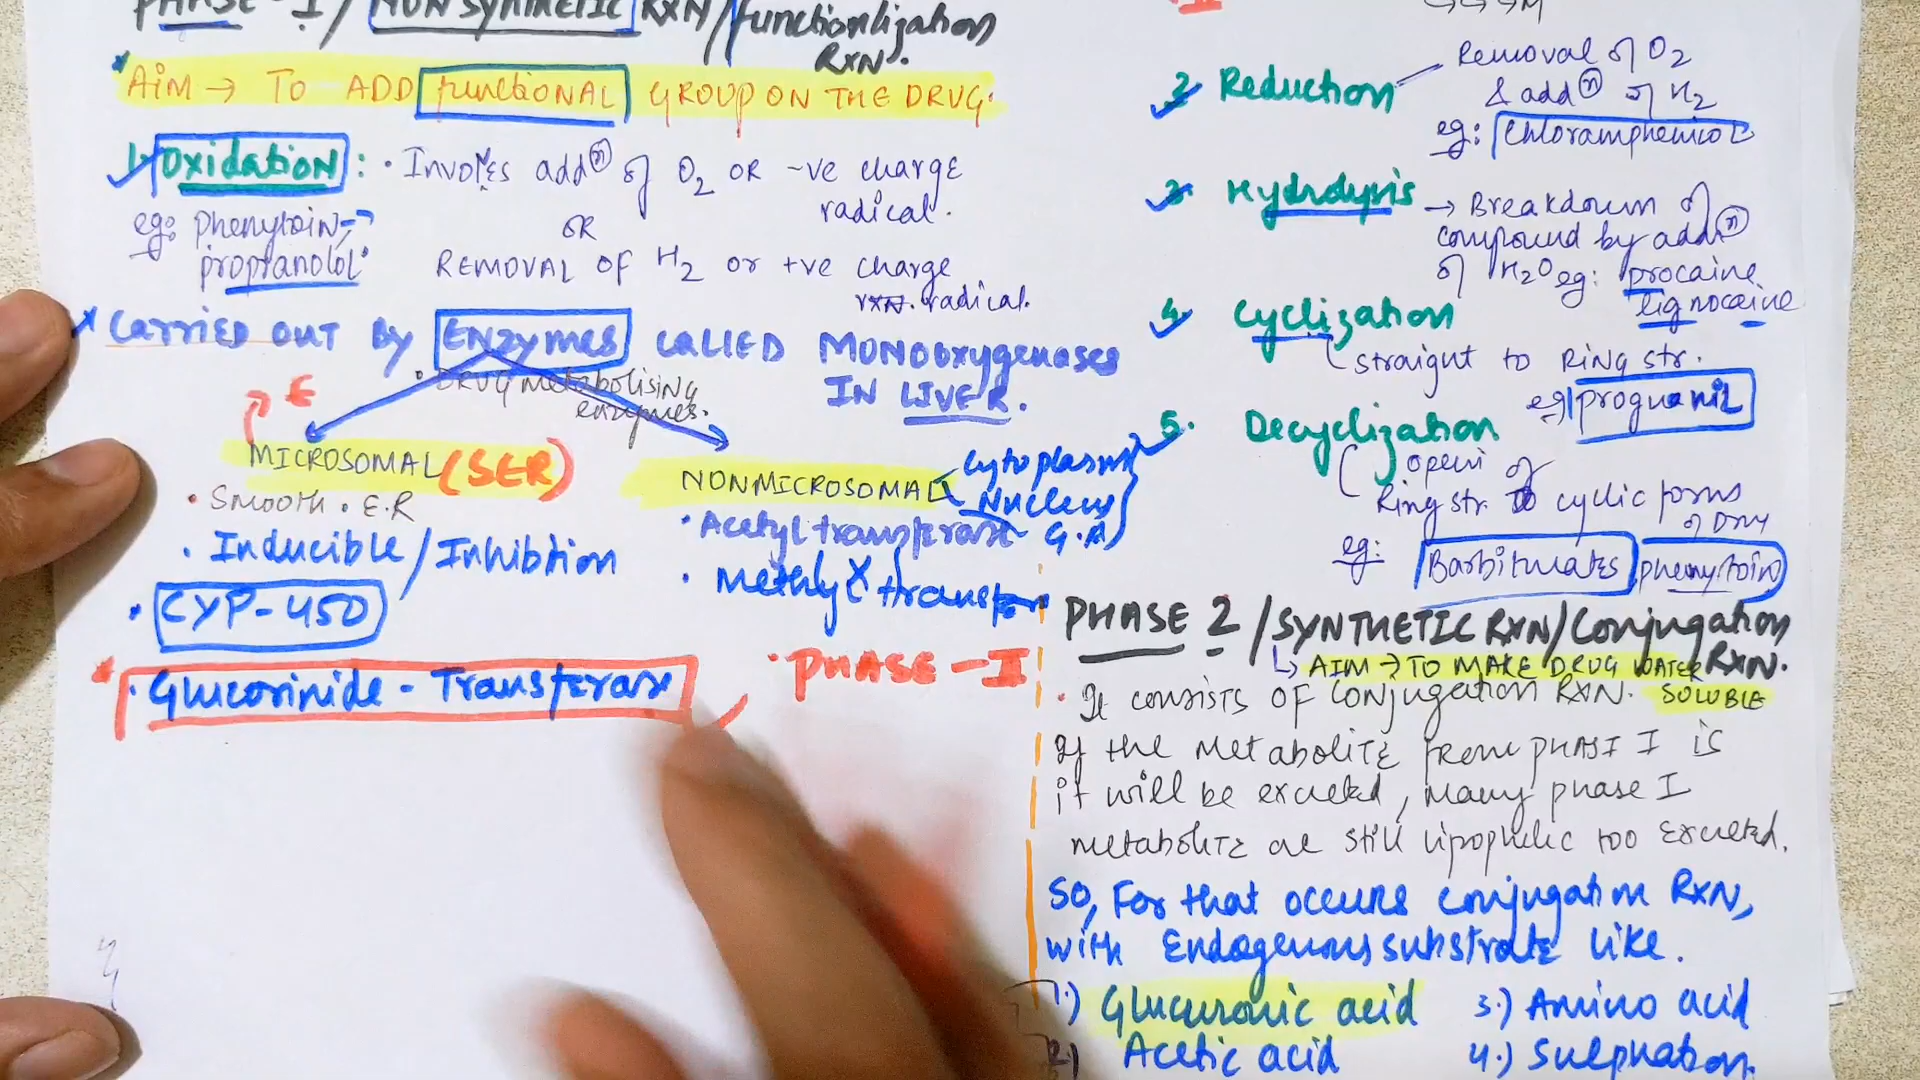 PHASE - I / NONSYNTHETIC RXN / functionlization
RXN.
*AIM → TO ADD functional GROUP ON THE DRUG.
1. Oxidation : • Involves addⁿ of O2 OR -ve charge
radical.
eg: phenytoin
propranolol
OR
REMOVAL OF H2 or +ve charge
rxn. radical.
* Carried out by Enzymes CALLED MONOOxygenases
IN LIVER.
• DRUG metabolising
enzymes.
E
MICROSOMAL (SER)
• Smooth . E.R
• Inducible / Inhibition
• CYP-450
* • Glucorinide - Transferase
• PHASE - II
NONMICROSOMAL
Cytoplasm
Nucleus
• Acetyl transferase
• Methyl transfer
2 Reduction
Removal of O2
& addⁿ of H2
eg: Chloramphenicol
3. Hydrolysis → Breakdown of
compound by addⁿ
of H2O eg: procaine
lignocaine
4. Cyclization
straight to Ring str.
eg proguanil
5. Decyclization
open of
Ring str. to cyclic forms
of Drug
eg: Barbiturates phenytoin
PHASE 2 / SYNTHETIC RXN / Conjugation
RXN.
AIM → TO MAKE DRUG WATER
SOLUBLE
• It consists of conjugation RXN.
If the Metabolite from PHASE I is
it will be excreted, Many phase I
metabolite are still lipophilic too Excreted.
SO, For that occurs conjugation RXN,
with Endogenous substrate like.
1.) Glucuronic acid 3.) Amino acid
2.) Acetic acid 4.) Sulphation